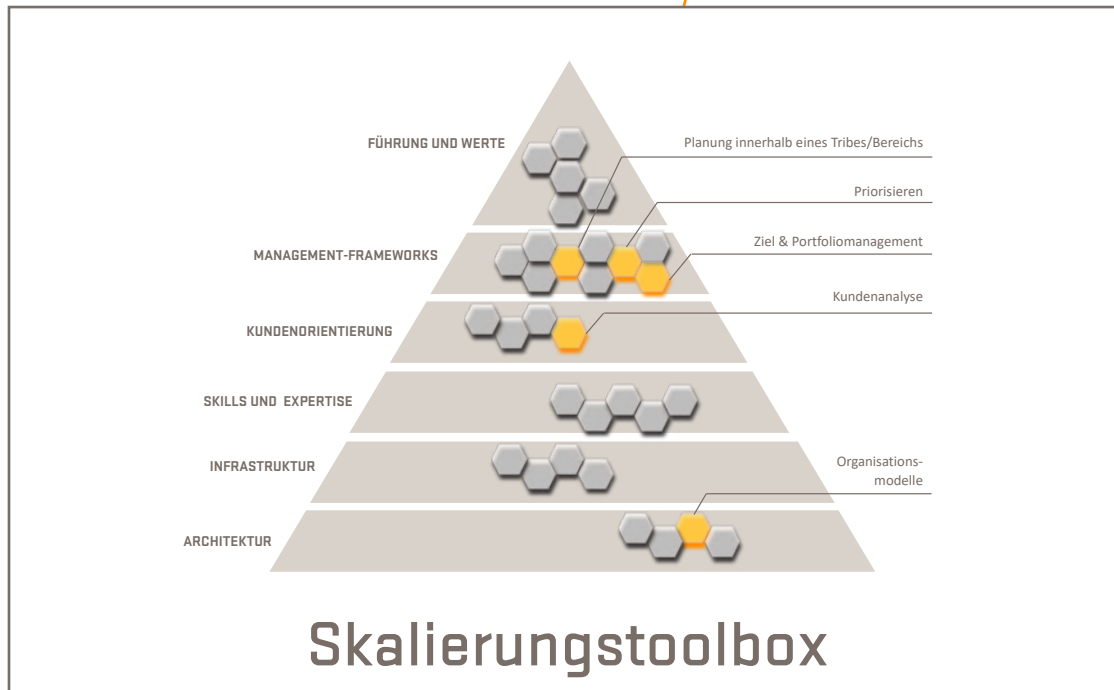 FÜHRUNG UND WERTE
Planung innerhalb eines Tribes/Bereichs
Priorisieren
MANAGEMENT-FRAMEWORKS
Ziel & Portfoliomanagement
Kundenanalyse
KUNDENORIENTIERUNG
SKILLS UND EXPERTISE
INFRASTRUKTUR
Organisations-
modelle
ARCHITEKTUR
Skalierungstoolbox